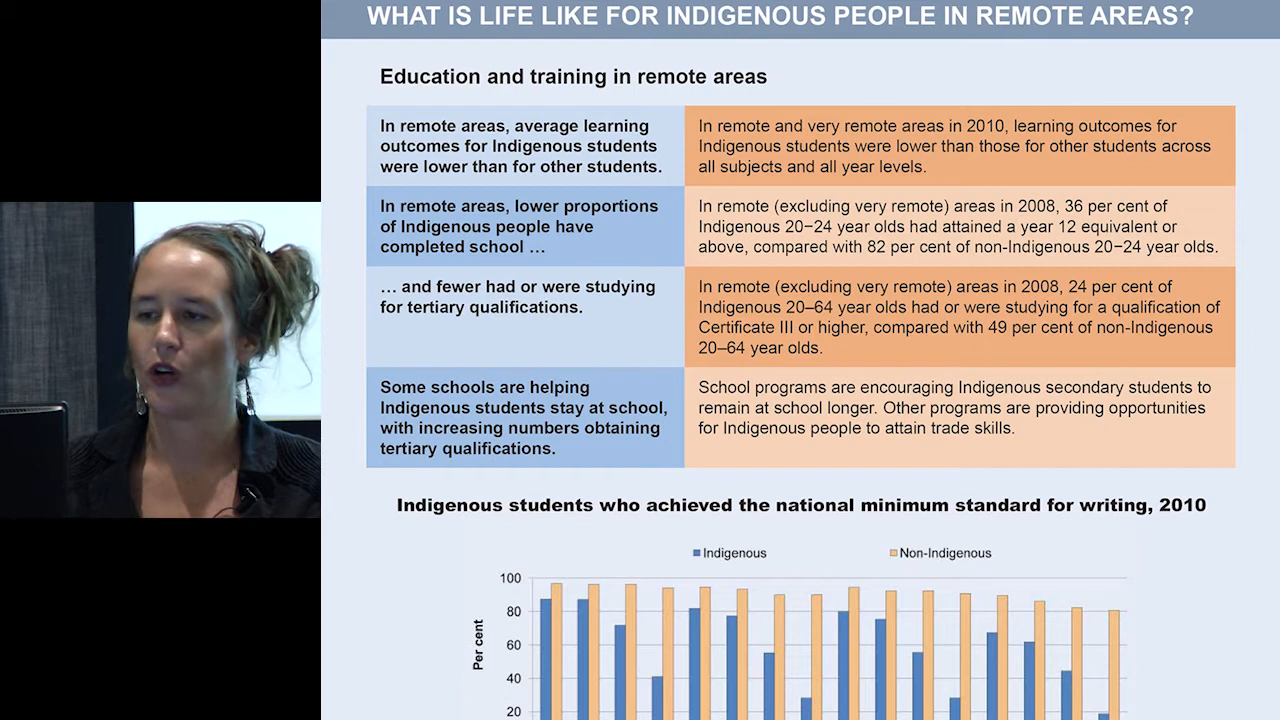 WHAT IS LIFE LIKE FOR INDIGENOUS PEOPLE IN REMOTE AREAS?
Education and training in remote areas
In remote areas, average learning
outcomes for Indigenous students
were lower than for other students.
In remote and very remote areas in 2010, learning outcomes for
Indigenous students were lower than those for other students across
all subjects and all year levels.
In remote areas, lower proportions
of Indigenous people have
completed school …
In remote (excluding very remote) areas in 2008, 36 per cent of
Indigenous 20−24 year olds had attained a year 12 equivalent or
above, compared with 82 per cent of non-Indigenous 20−24 year olds.
… and fewer had or were studying
for tertiary qualifications.
In remote (excluding very remote) areas in 2008, 24 per cent of
Indigenous 20–64 year olds had or were studying for a qualification of
Certificate III or higher, compared with 49 per cent of non-Indigenous
20–64 year olds.
Some schools are helping
Indigenous students stay at school,
with increasing numbers obtaining
tertiary qualifications.
School programs are encouraging Indigenous secondary students to
remain at school longer. Other programs are providing opportunities
for Indigenous people to attain trade skills.
Indigenous students who achieved the national minimum standard for writing, 2010
Indigenous
Non-Indigenous
Per cent
100
80
60
40
20